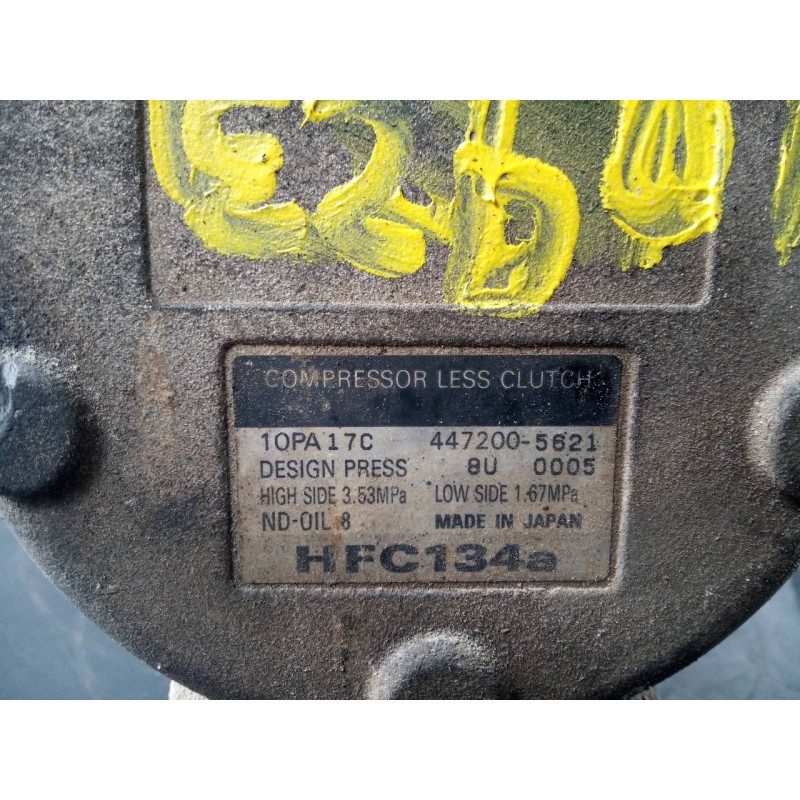 COMPRESSOR LESS CLUTCH
10PA17C 447200-5621
DESIGN PRESS 8U 0005
HIGH SIDE 3.53MPa LOW SIDE 1.67MPa
ND-OIL 8 MADE IN JAPAN
HFC134a